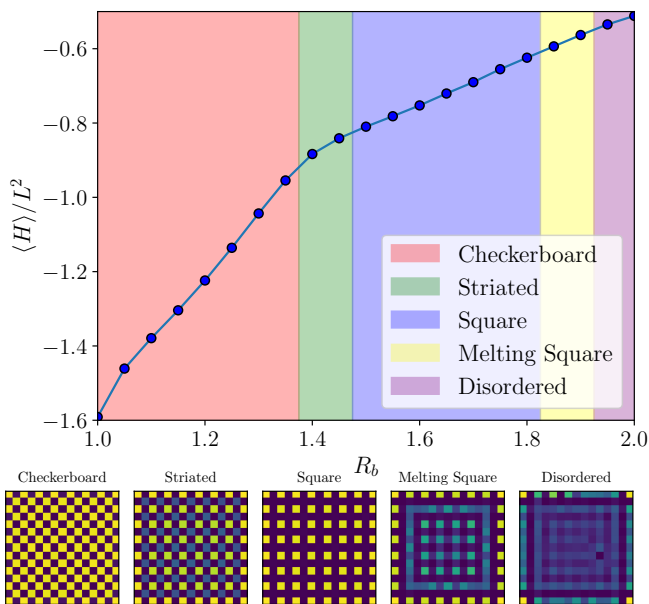 −0.6
−0.8
−1.0
−1.2
−1.4
−1.6
⟨H⟩/L²
Checkerboard
Striated
Square
Melting Square
Disordered
1.0 1.2 1.4 1.6 1.8 2.0
R_b
Checkerboard Striated Square Melting Square Disordered